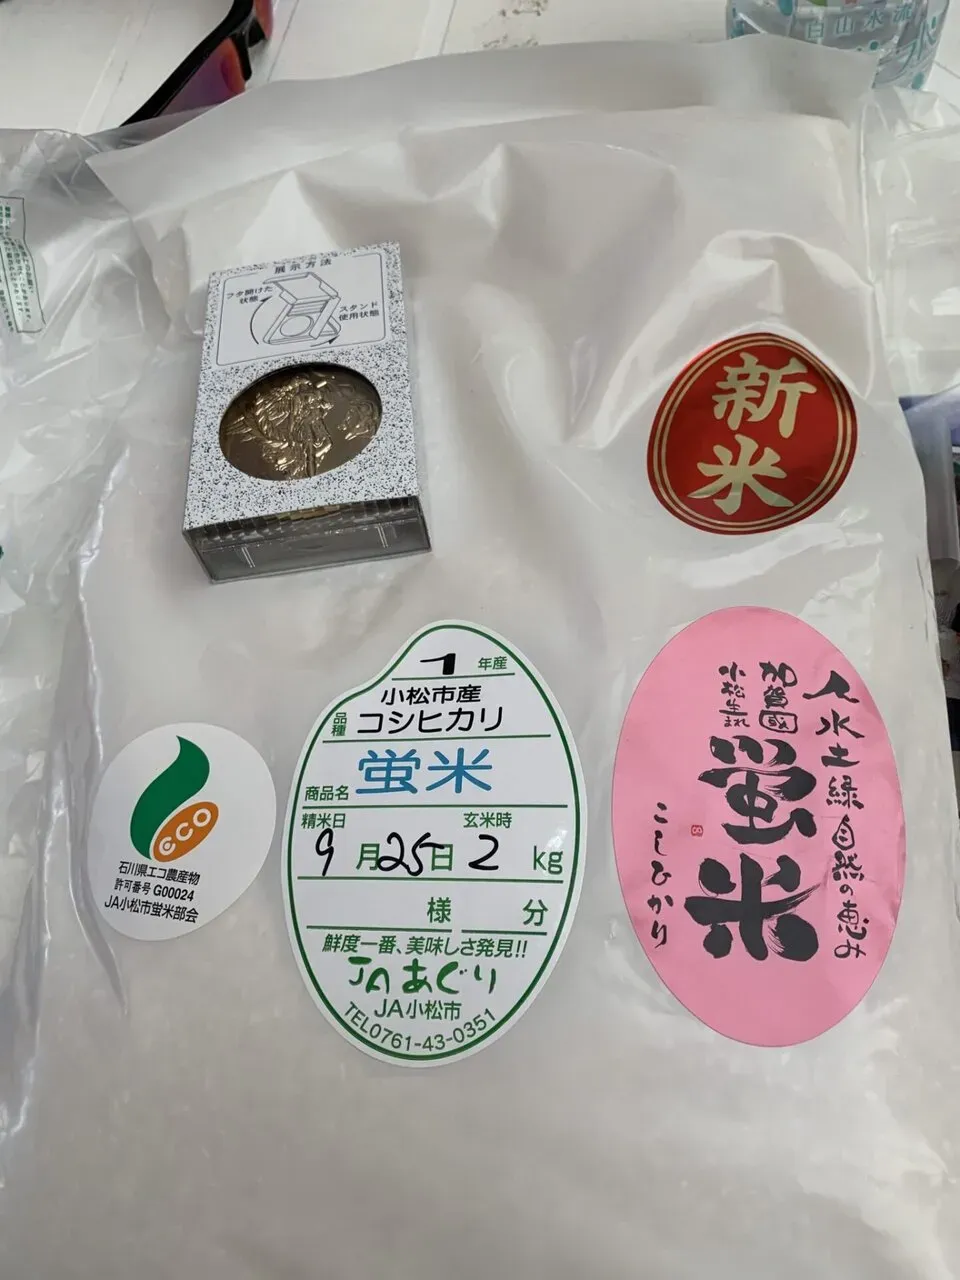 白山水流
展示方法
フタ開けた
状態
スタンド
使用状態
新
米
1 年産
小松市産
品種 コシヒカリ
商品名 蛍米
精米日 玄米時
9月25日 2 kg
様 分
鮮度一番、美味しさ発見!!
JAあぐり
JA小松市
TEL0761-43-0351
eco
石川県エコ農産物
許可番号 G00024
JA小松市蛍米部会
人水土緑自然の恵み
加賀國
小松生まれ
蛍米
こしひかり